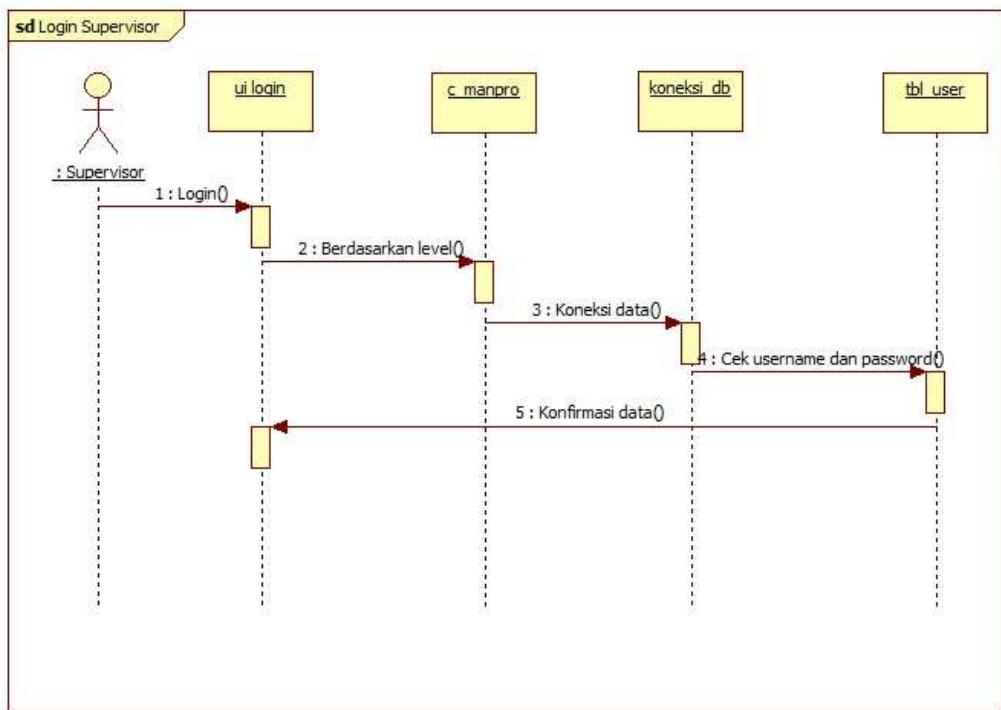 sd Login Supervisor
ui login
c_manpro
koneksi_db
tbl_user
: Supervisor
1 : Login()
2 : Berdasarkan level()
3 : Koneksi data()
4 : Cek username dan password()
5 : Konfirmasi data()